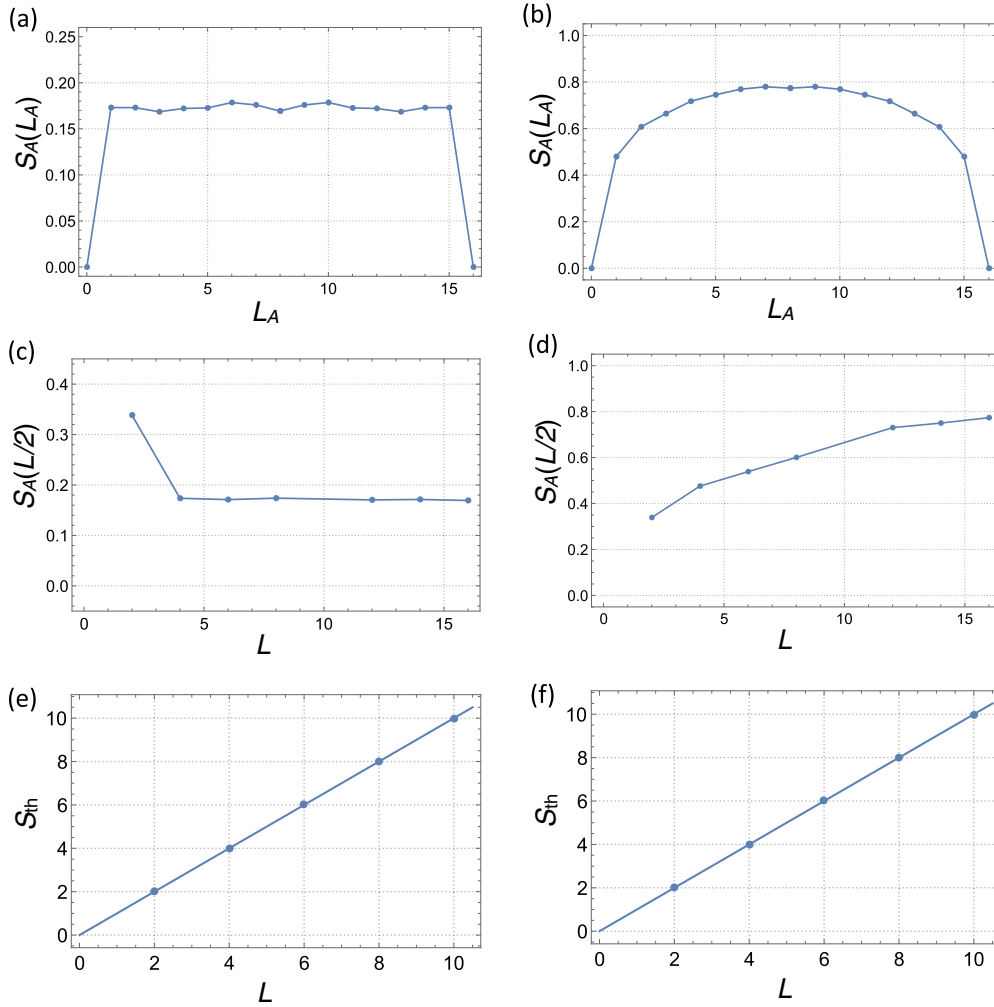 (a)
S_A(L_A)
0.25
0.20
0.15
0.10
0.05
0.00
0 5 10 15
L_A
(b)
S_A(L_A)
1.0
0.8
0.6
0.4
0.2
0.0
0 5 10 15
L_A
(c)
S_A(L/2)
0.4
0.3
0.2
0.1
0.0
0 5 10 15
L
(d)
S_A(L/2)
1.0
0.8
0.6
0.4
0.2
0.0
0 5 10 15
L
(e)
S_th
10
8
6
4
2
0
0 2 4 6 8 10
L
(f)
S_th
10
8
6
4
2
0
0 2 4 6 8 10
L